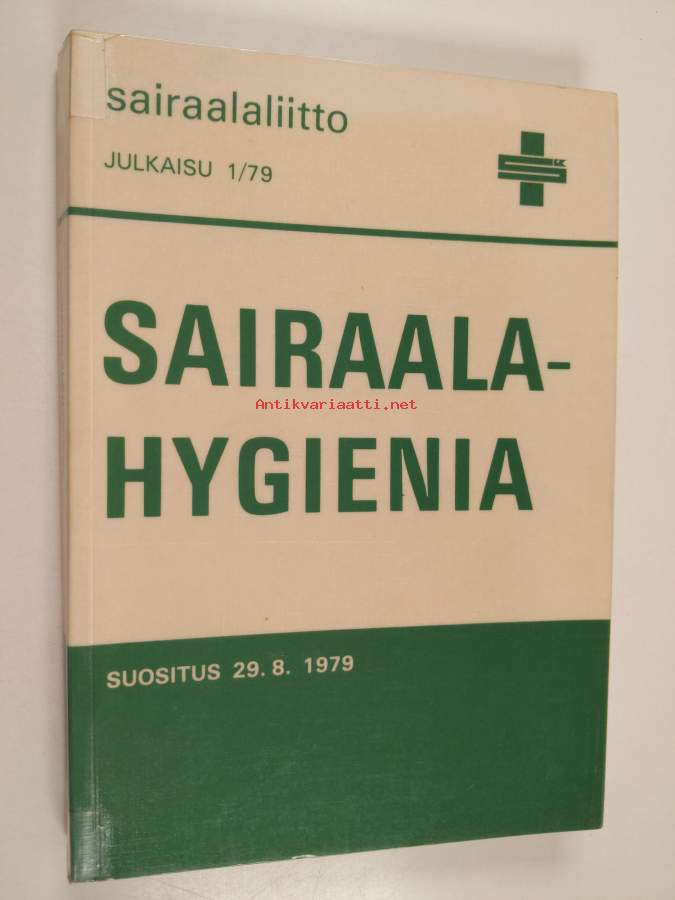 sairaalaliitto
JULKAISU 1/79
SAIRAALA-
Antikvariaatti.net
HYGIENIA
SUOSITUS 29.8. 1979